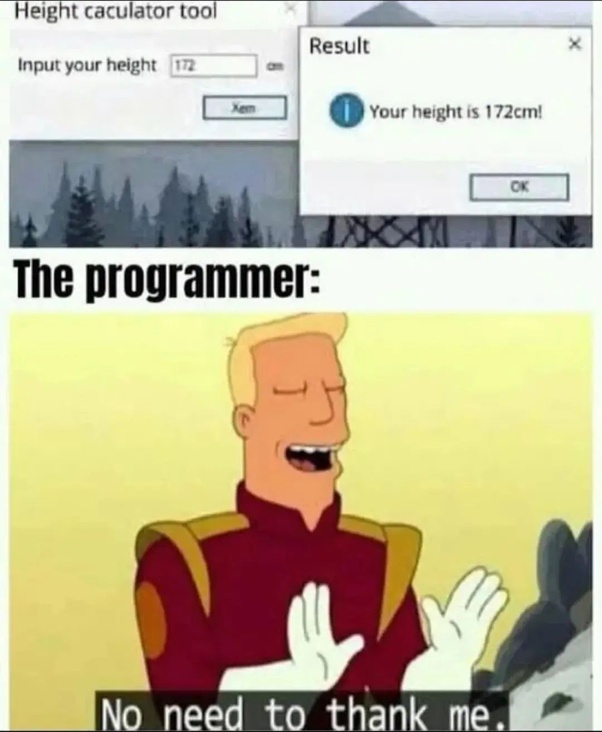 Height caculator tool
Input your height 172 cm
Xem
Result
Your height is 172cm!
OK
The programmer:
No need to thank me.